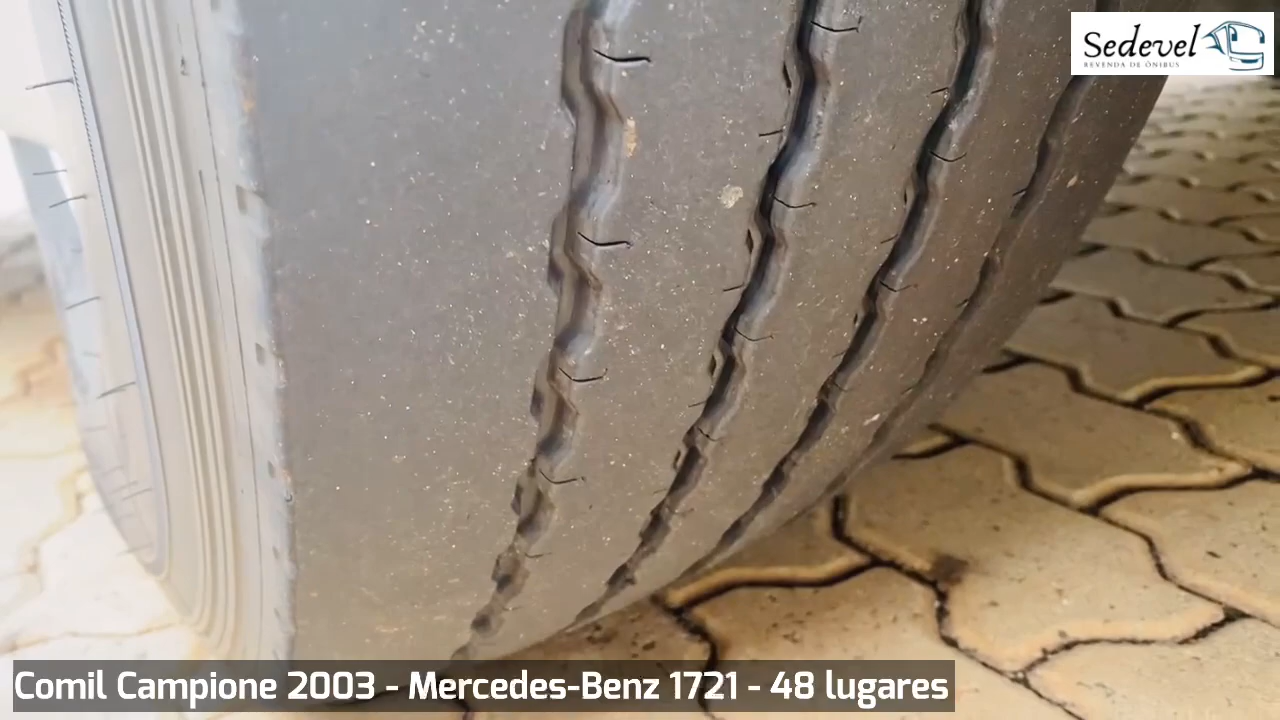 Sedevel
REVENDA DE ÔNIBUS
Comil Campione 2003 - Mercedes-Benz 1721 - 48 lugares